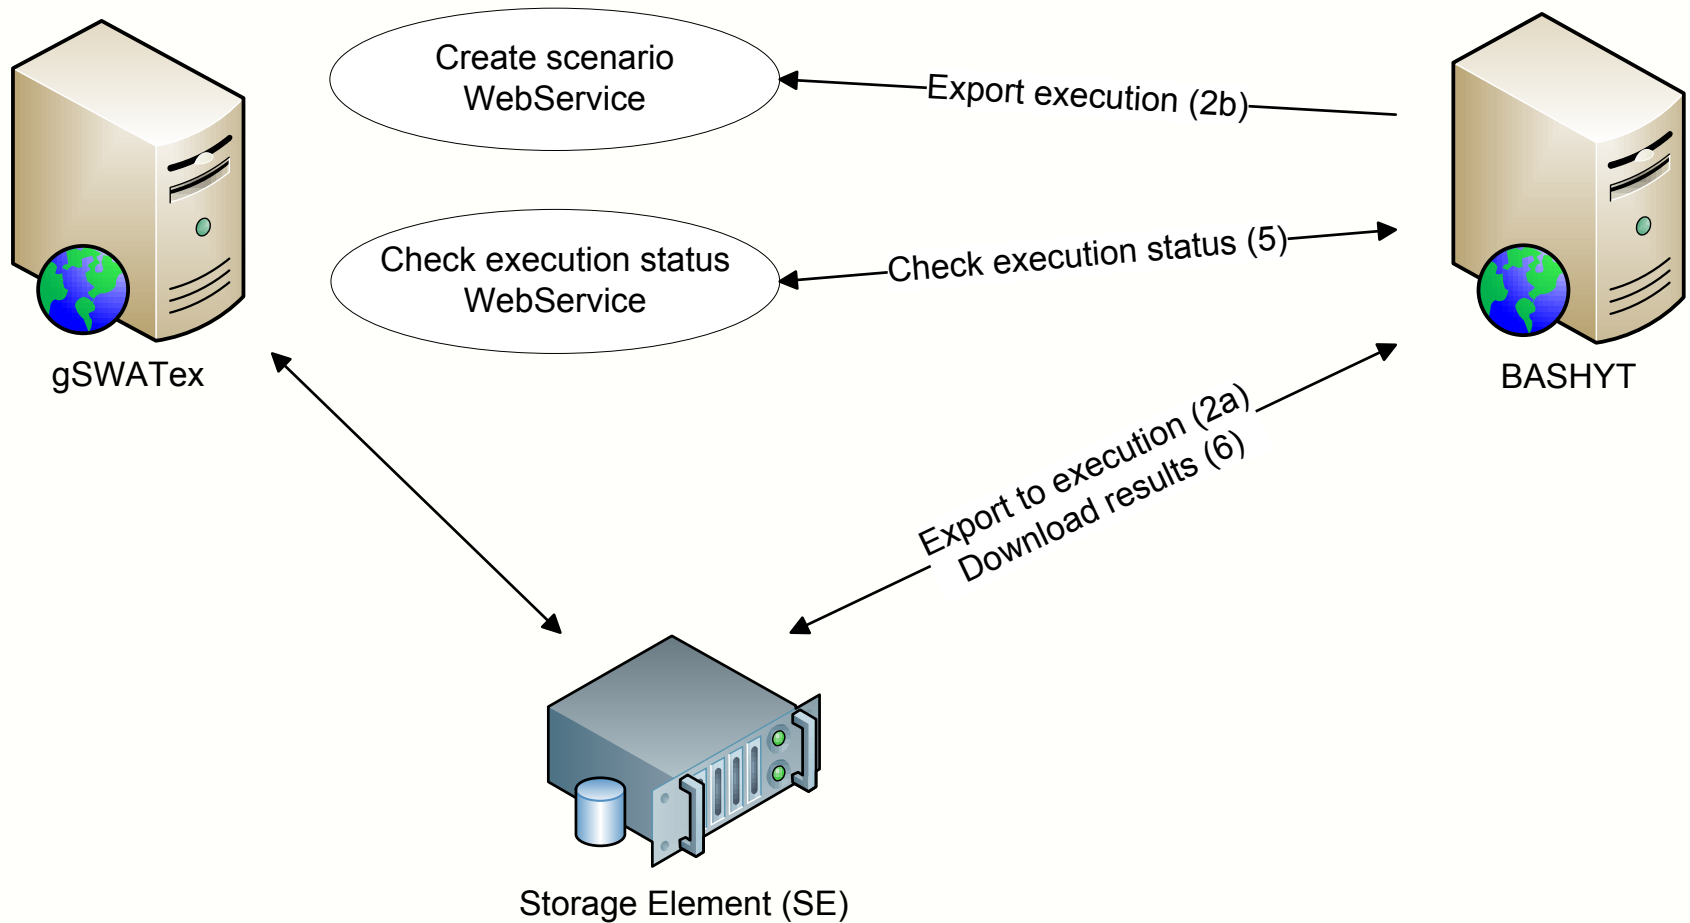 Create scenario
WebService
Export execution (2b)
Check execution status
WebService
Check execution status (5)
gSWATex
BASHYT
Export to execution (2a)
Download results (6)
Storage Element (SE)